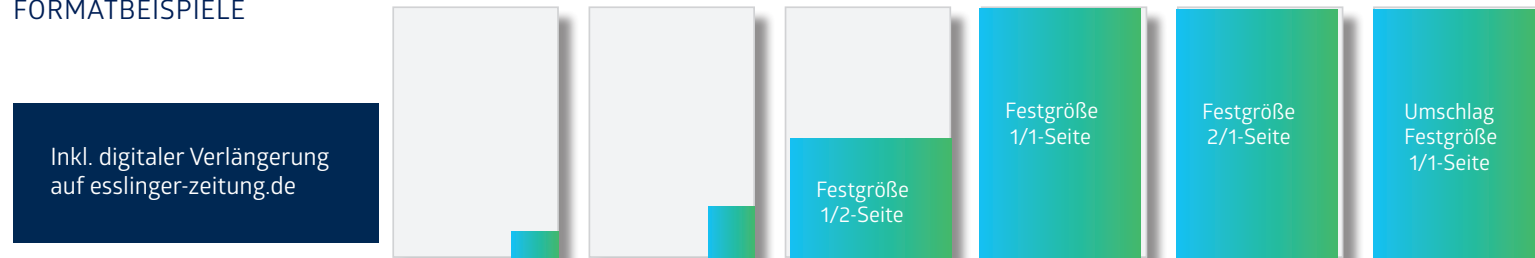 FORMATBEISPIELE
Inkl. digitaler Verlängerung
auf esslinger-zeitung.de
Festgröße
1/2-Seite
Festgröße
1/1-Seite
Festgröße
2/1-Seite
Umschlag
Festgröße
1/1-Seite